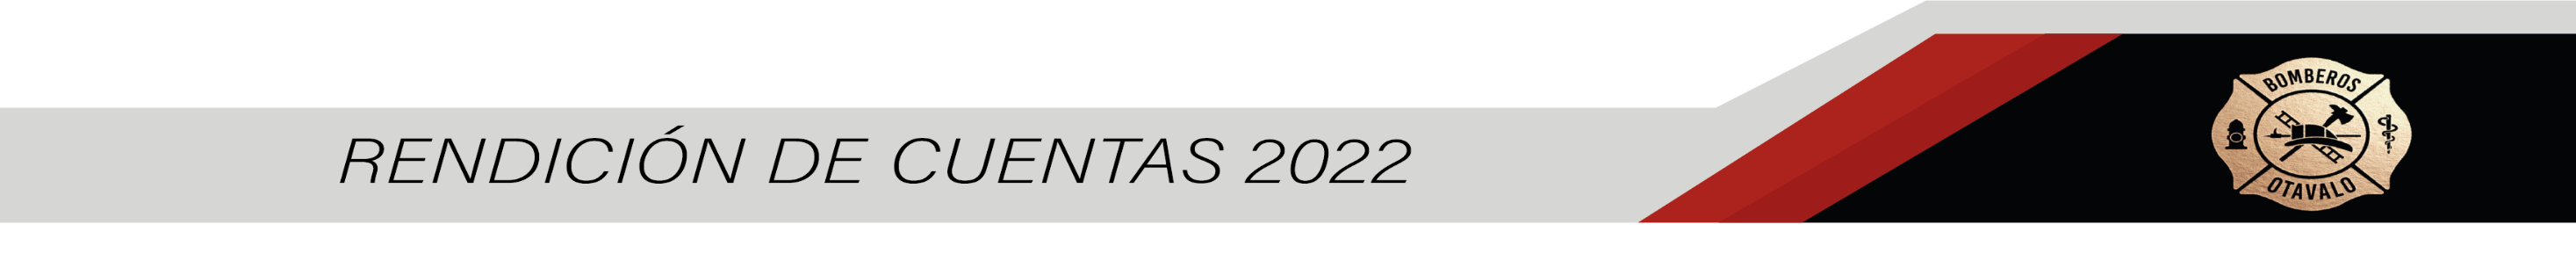 RENDICIÓN DE CUENTAS 2022
BOMBEROS
OTAVALO